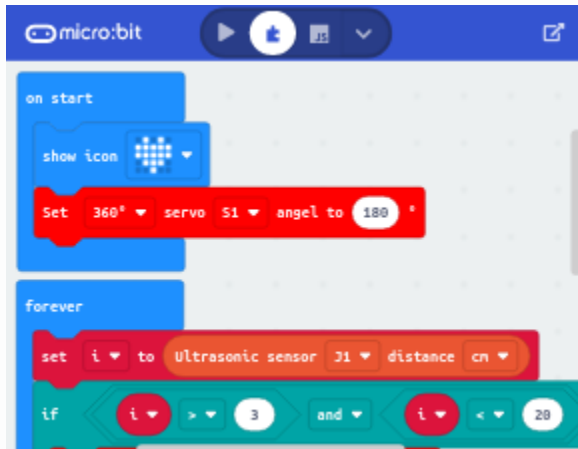 micro:bit
JS
on start
show icon
Set 360° servo S1 angel to 180 °
forever
set i to Ultrasonic sensor J1 distance cm
if i > 3 and i < 20